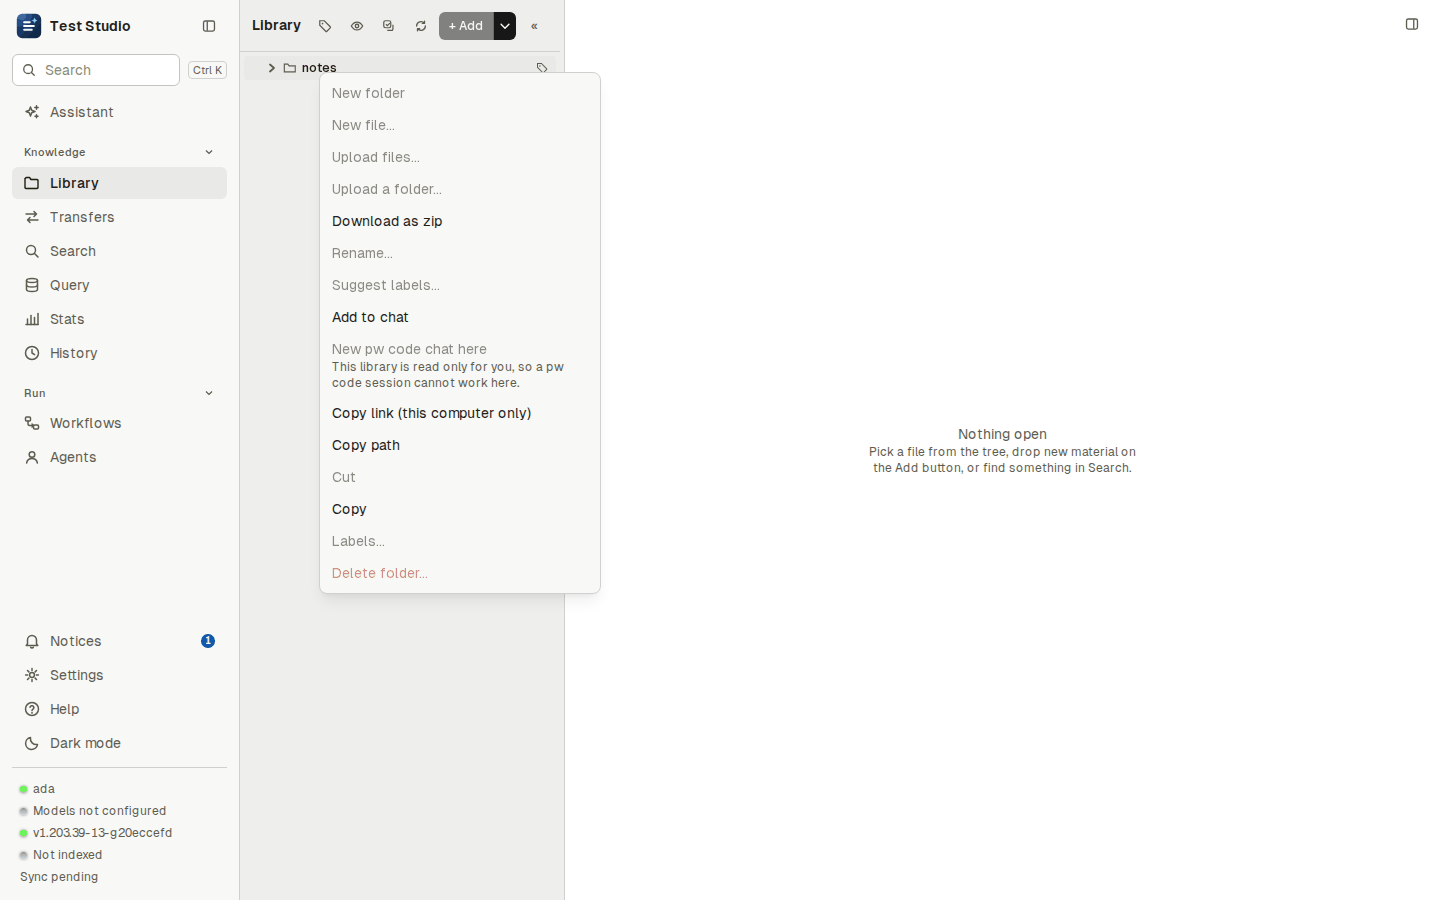 Test Studio
Search
Ctrl K
Assistant
Knowledge
Library
Transfers
Search
Query
Stats
History
Run
Workflows
Agents
Notices
1
Settings
Help
Dark mode
ada
Models not configured
v1.203.39-13-g20eccefd
Not indexed
Sync pending
Library
+ Add
«
notes
New folder
New file...
Upload files...
Upload a folder...
Download as zip
Rename...
Suggest labels...
Add to chat
New pw code chat here
This library is read only for you, so a pw
code session cannot work here.
Copy link (this computer only)
Copy path
Cut
Copy
Labels...
Delete folder...
Nothing open
Pick a file from the tree, drop new material on
the Add button, or find something in Search.